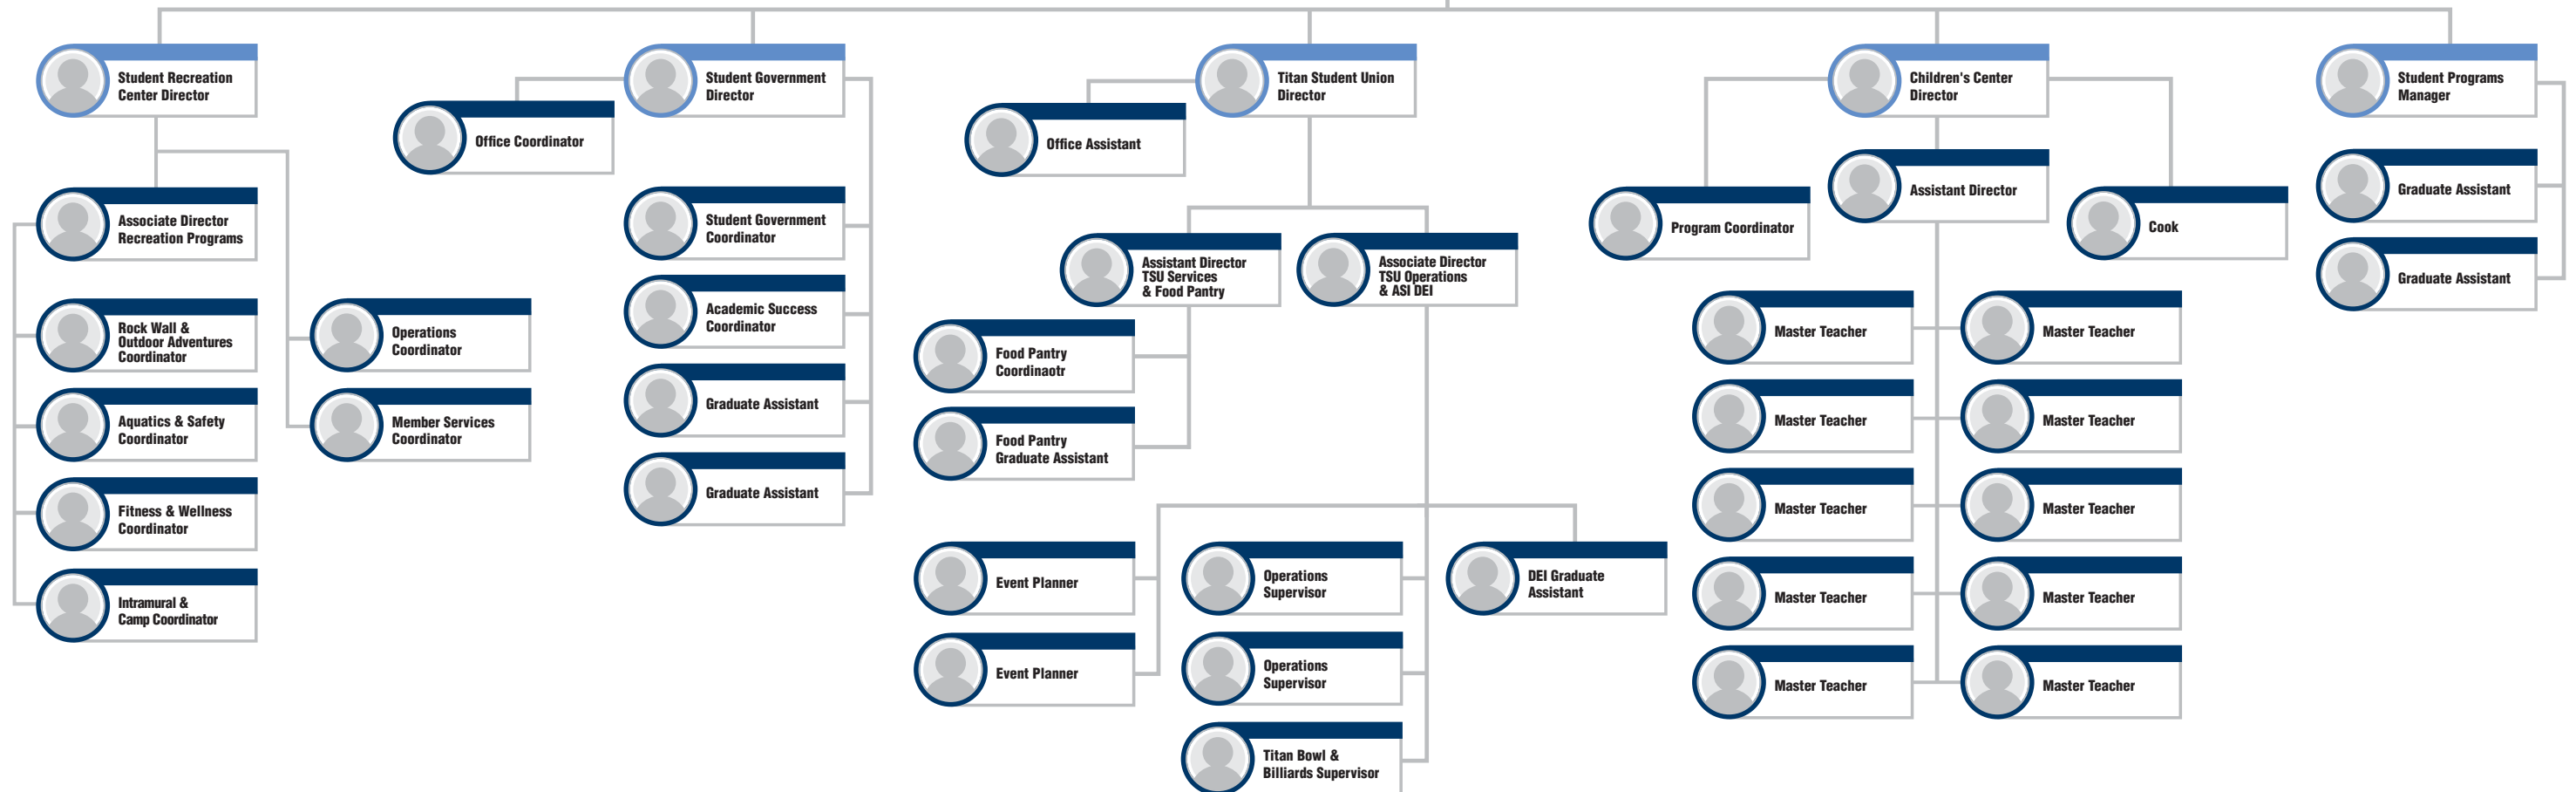 Student Recreation
Center Director
Student Government
Director
Titan Student Union
Director
Children's Center
Director
Student Programs
Manager
Office Coordinator
Office Assistant
Assistant Director
Graduate Assistant
Associate Director
Recreation Programs
Student Government
Coordinator
Program Coordinator
Cook
Assistant Director
TSU Services
& Food Pantry
Associate Director
TSU Operations
& ASI DEI
Graduate Assistant
Rock Wall &
Outdoor Adventures
Coordinator
Operations
Coordinator
Academic Success
Coordinator
Food Pantry
Coordinaotr
Master Teacher
Master Teacher
Aquatics & Safety
Coordinator
Member Services
Coordinator
Graduate Assistant
Food Pantry
Graduate Assistant
Master Teacher
Master Teacher
Fitness & Wellness
Coordinator
Graduate Assistant
Master Teacher
Master Teacher
Intramural &
Camp Coordinator
Event Planner
Operations
Supervisor
DEI Graduate
Assistant
Master Teacher
Master Teacher
Event Planner
Operations
Supervisor
Master Teacher
Master Teacher
Titan Bowl &
Billiards Supervisor